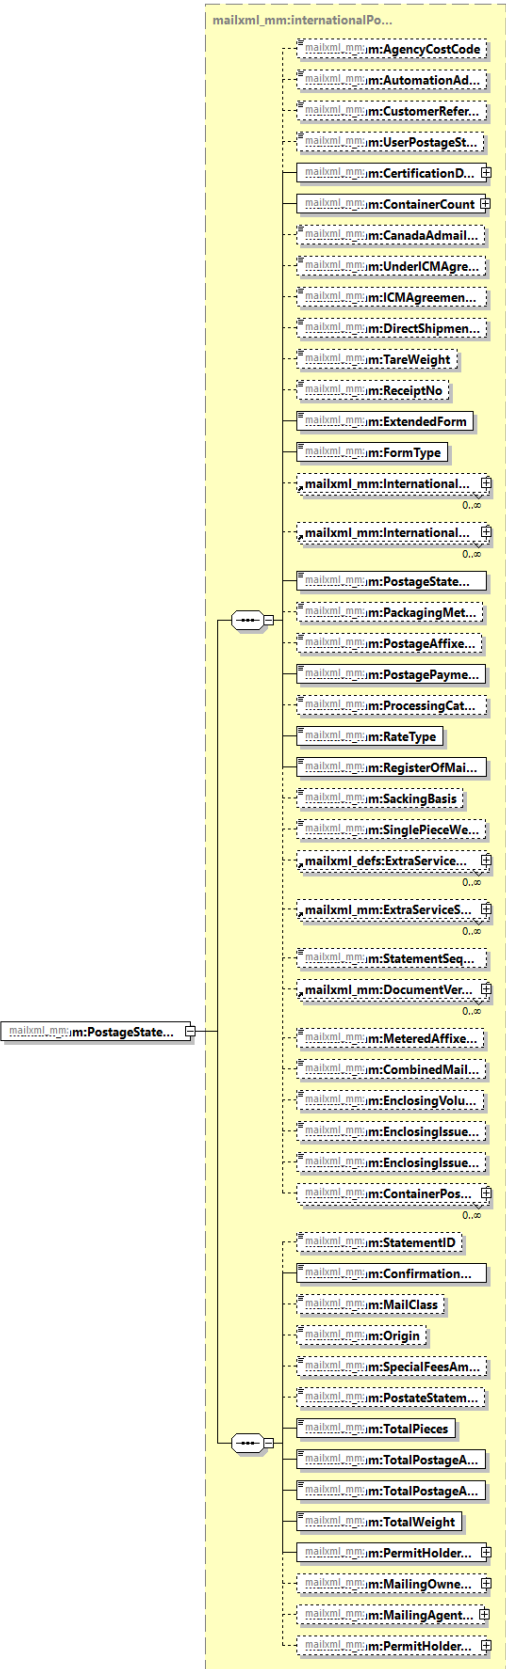 mailxml_mm:internationalPo...
mailxml_mm:AgencyCostCode
mailxml_mm:AutomationAd...
mailxml_mm:CustomerRefer...
mailxml_mm:UserPostageSt...
mailxml_mm:CertificationD...
mailxml_mm:ContainerCount
mailxml_mm:CanadaAdmail...
mailxml_mm:UnderICMAgre...
mailxml_mm:ICMAgreemen...
mailxml_mm:DirectShipmen...
mailxml_mm:TareWeight
mailxml_mm:ReceiptNo
mailxml_mm:ExtendedForm
mailxml_mm:FormType
mailxml_mm:International...
0..∞
mailxml_mm:International...
0..∞
mailxml_mm:PostageState...
mailxml_mm:PackagingMet...
mailxml_mm:PostageAffixe...
mailxml_mm:PostagePayme...
mailxml_mm:ProcessingCat...
mailxml_mm:RateType
mailxml_mm:RegisterOfMai...
mailxml_mm:SackingBasis
mailxml_mm:SinglePieceWe...
mailxml_defs:ExtraService...
0..∞
mailxml_mm:ExtraServiceS...
0..∞
mailxml_mm:StatementSeq...
mailxml_mm:DocumentVer...
0..∞
mailxml_mm:PostageState...
mailxml_mm:MeteredAffixe...
mailxml_mm:CombinedMail...
mailxml_mm:EnclosingVolu...
mailxml_mm:EnclosingIssue...
mailxml_mm:EnclosingIssue...
mailxml_mm:ContainerPos...
0..∞
mailxml_mm:StatementID
mailxml_mm:Confirmation...
mailxml_mm:MailClass
mailxml_mm:Origin
mailxml_mm:SpecialFeesAm...
mailxml_mm:PostateStatem...
mailxml_mm:TotalPieces
mailxml_mm:TotalPostageA...
mailxml_mm:TotalPostageA...
mailxml_mm:TotalWeight
mailxml_mm:PermitHolder...
mailxml_mm:MailingOwne...
mailxml_mm:MailingAgent...
mailxml_mm:PermitHolder...